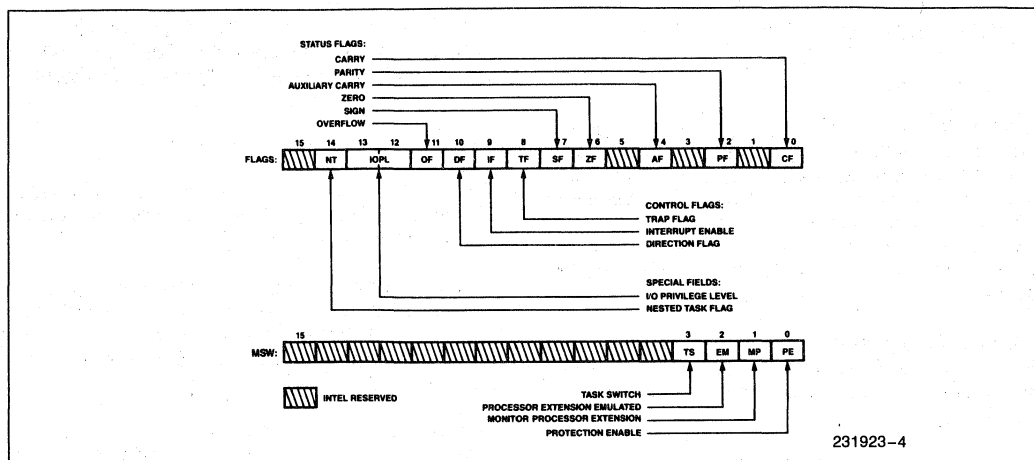 STATUS FLAGS:
CARRY
PARITY
AUXILIARY CARRY
ZERO
SIGN
OVERFLOW
15 14 13 12 11 10 9 8 7 6 5 4 3 2 1 0
FLAGS: NT IOPL OF DF IF TF SF ZF AF PF CF
CONTROL FLAGS:
TRAP FLAG
INTERRUPT ENABLE
DIRECTION FLAG
SPECIAL FIELDS:
I/O PRIVILEGE LEVEL
NESTED TASK FLAG
15 3 2 1 0
MSW: TS EM MP PE
INTEL RESERVED
TASK SWITCH
PROCESSOR EXTENSION EMULATED
MONITOR PROCESSOR EXTENSION
PROTECTION ENABLE
231923-4